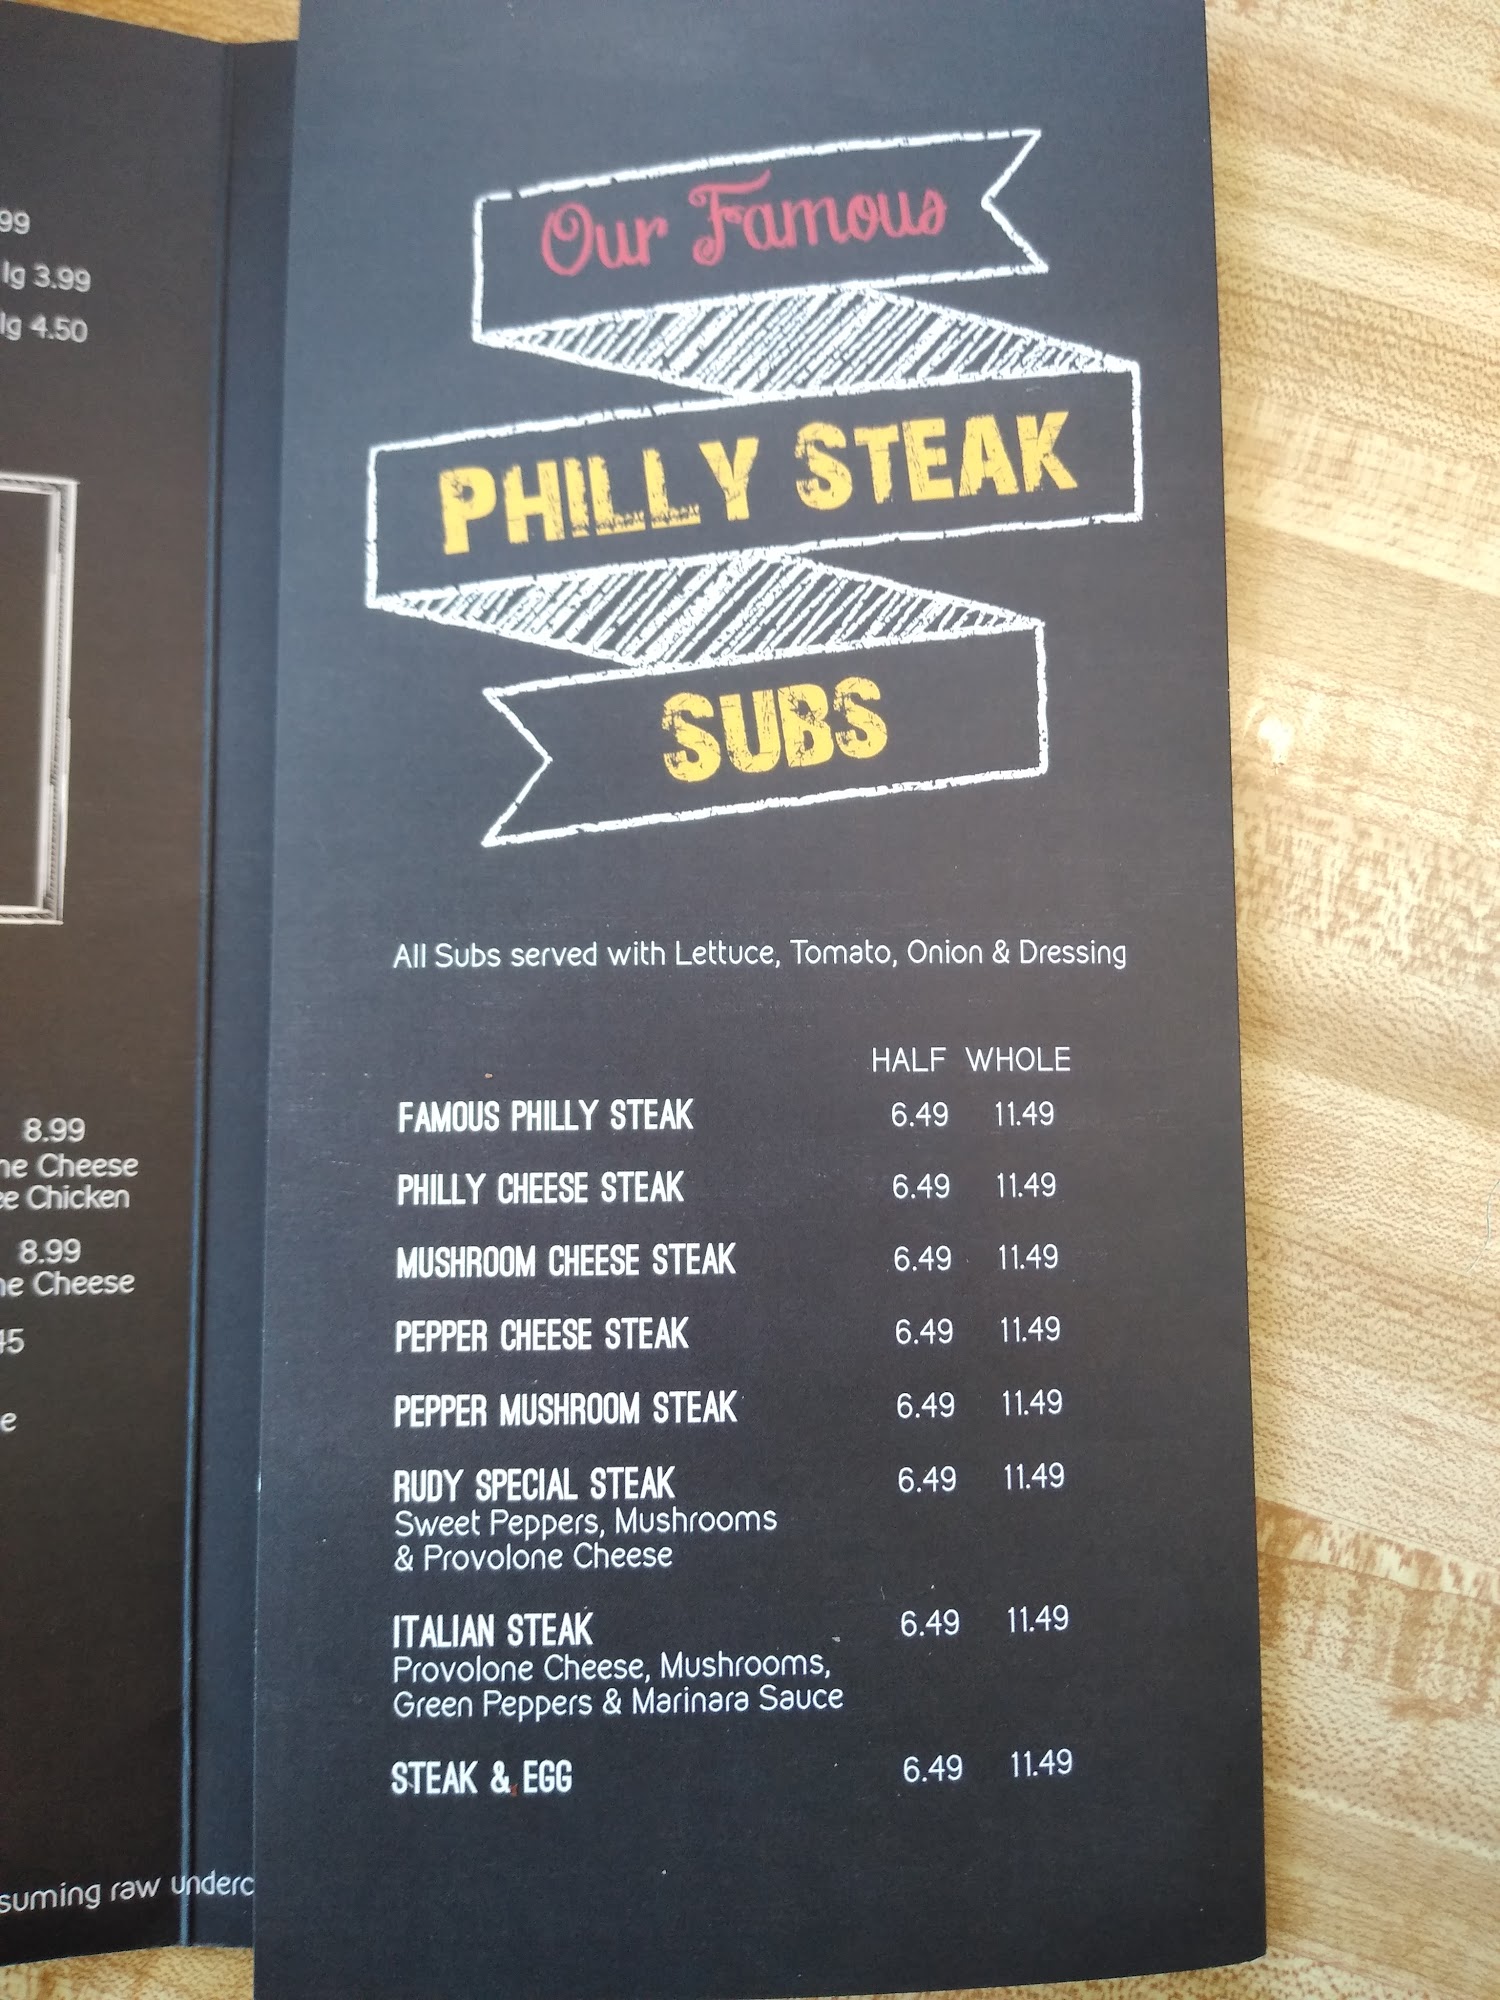 99
lg 3.99
lg 4.50
8.99
ne Cheese
ee Chicken
8.99
ne Cheese
45
e
suming raw underc
Our Famous
PHILLY STEAK
SUBS
All Subs served with Lettuce, Tomato, Onion & Dressing
HALF WHOLE
FAMOUS PHILLY STEAK 6.49 11.49
PHILLY CHEESE STEAK 6.49 11.49
MUSHROOM CHEESE STEAK 6.49 11.49
PEPPER CHEESE STEAK 6.49 11.49
PEPPER MUSHROOM STEAK 6.49 11.49
RUDY SPECIAL STEAK 6.49 11.49
Sweet Peppers, Mushrooms
& Provolone Cheese
ITALIAN STEAK 6.49 11.49
Provolone Cheese, Mushrooms,
Green Peppers & Marinara Sauce
STEAK & EGG 6.49 11.49